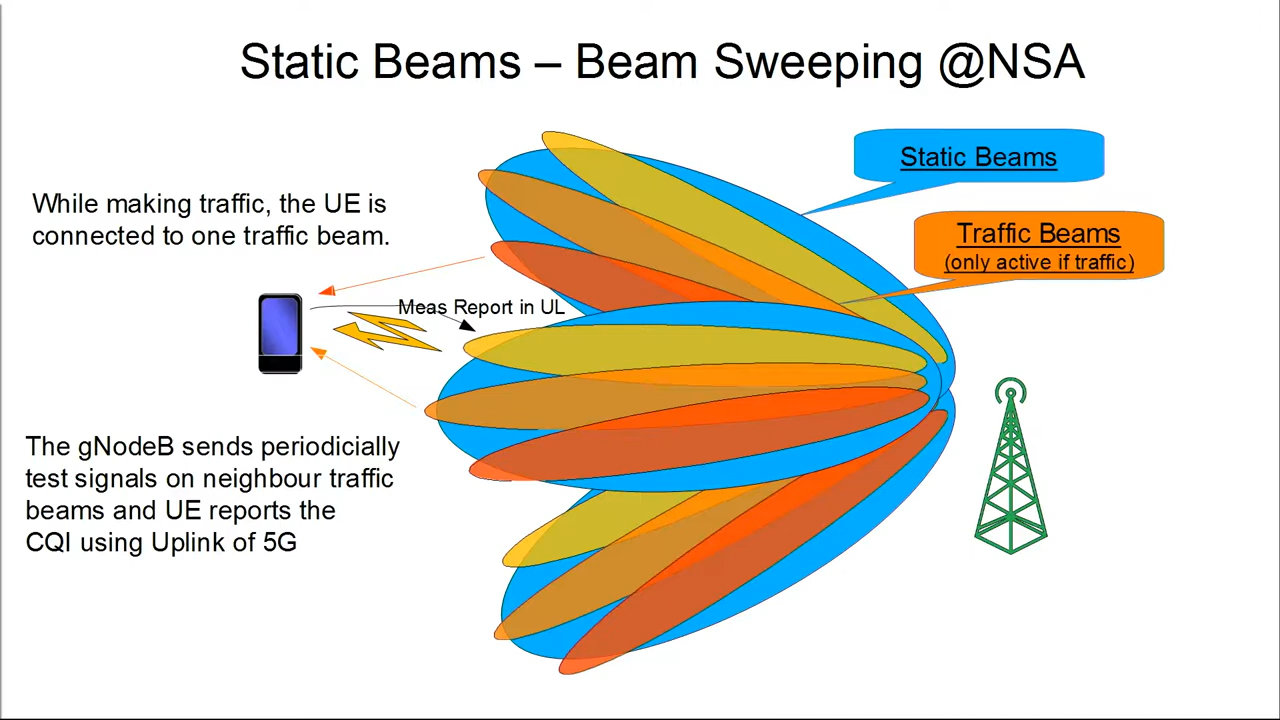 Static Beams – Beam Sweeping @NSA
Static Beams
While making traffic, the UE is
connected to one traffic beam.
Traffic Beams
(only active if traffic)
Meas Report in UL
The gNodeB sends periodicially
test signals on neighbour traffic
beams and UE reports the
CQI using Uplink of 5G